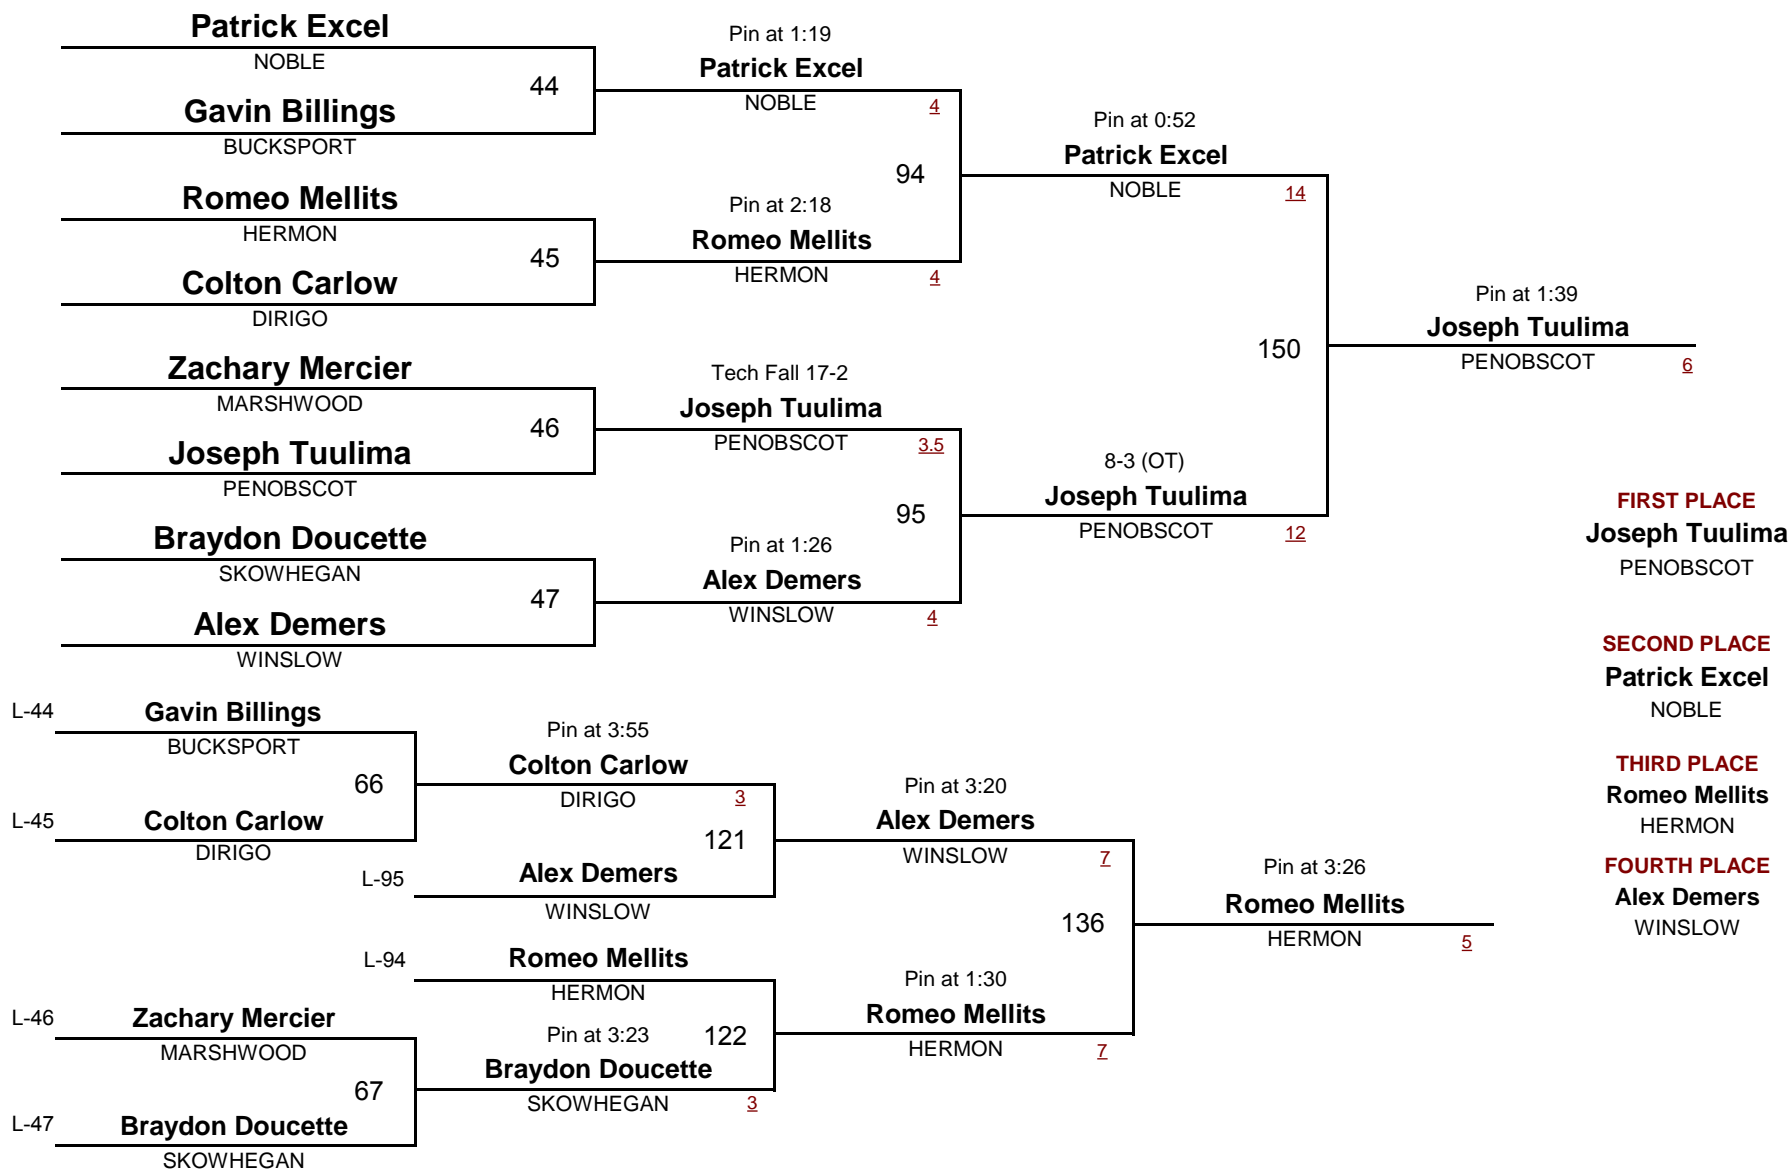 Patrick Excel
NOBLE
44
Gavin Billings
BUCKSPORT
Romeo Mellits
HERMON
45
Colton Carlow
DIRIGO
Zachary Mercier
MARSHWOOD
46
Joseph Tuulima
PENOBSCOT
Braydon Doucette
SKOWHEGAN
47
Alex Demers
WINSLOW
Pin at 1:19
Patrick Excel
NOBLE 4
94
Pin at 2:18
Romeo Mellits
HERMON 4
Tech Fall 17-2
Joseph Tuulima
PENOBSCOT 3.5
95
Pin at 1:26
Alex Demers
WINSLOW 4
Pin at 0:52
Patrick Excel
NOBLE 14
150
8-3 (OT)
Joseph Tuulima
PENOBSCOT 12
Pin at 1:39
Joseph Tuulima
PENOBSCOT 6
L-44 Gavin Billings
BUCKSPORT
66
L-45 Colton Carlow
DIRIGO
Pin at 3:55
Colton Carlow
DIRIGO 3
121
L-95 Alex Demers
WINSLOW
L-94 Romeo Mellits
HERMON
122
L-46 Zachary Mercier
MARSHWOOD
67
L-47 Braydon Doucette
SKOWHEGAN
Pin at 3:23
Braydon Doucette
SKOWHEGAN 3
Pin at 3:20
Alex Demers
WINSLOW 7
136
Pin at 1:30
Romeo Mellits
HERMON 7
Pin at 3:26
Romeo Mellits
HERMON 5
FIRST PLACE
Joseph Tuulima
PENOBSCOT
SECOND PLACE
Patrick Excel
NOBLE
THIRD PLACE
Romeo Mellits
HERMON
FOURTH PLACE
Alex Demers
WINSLOW